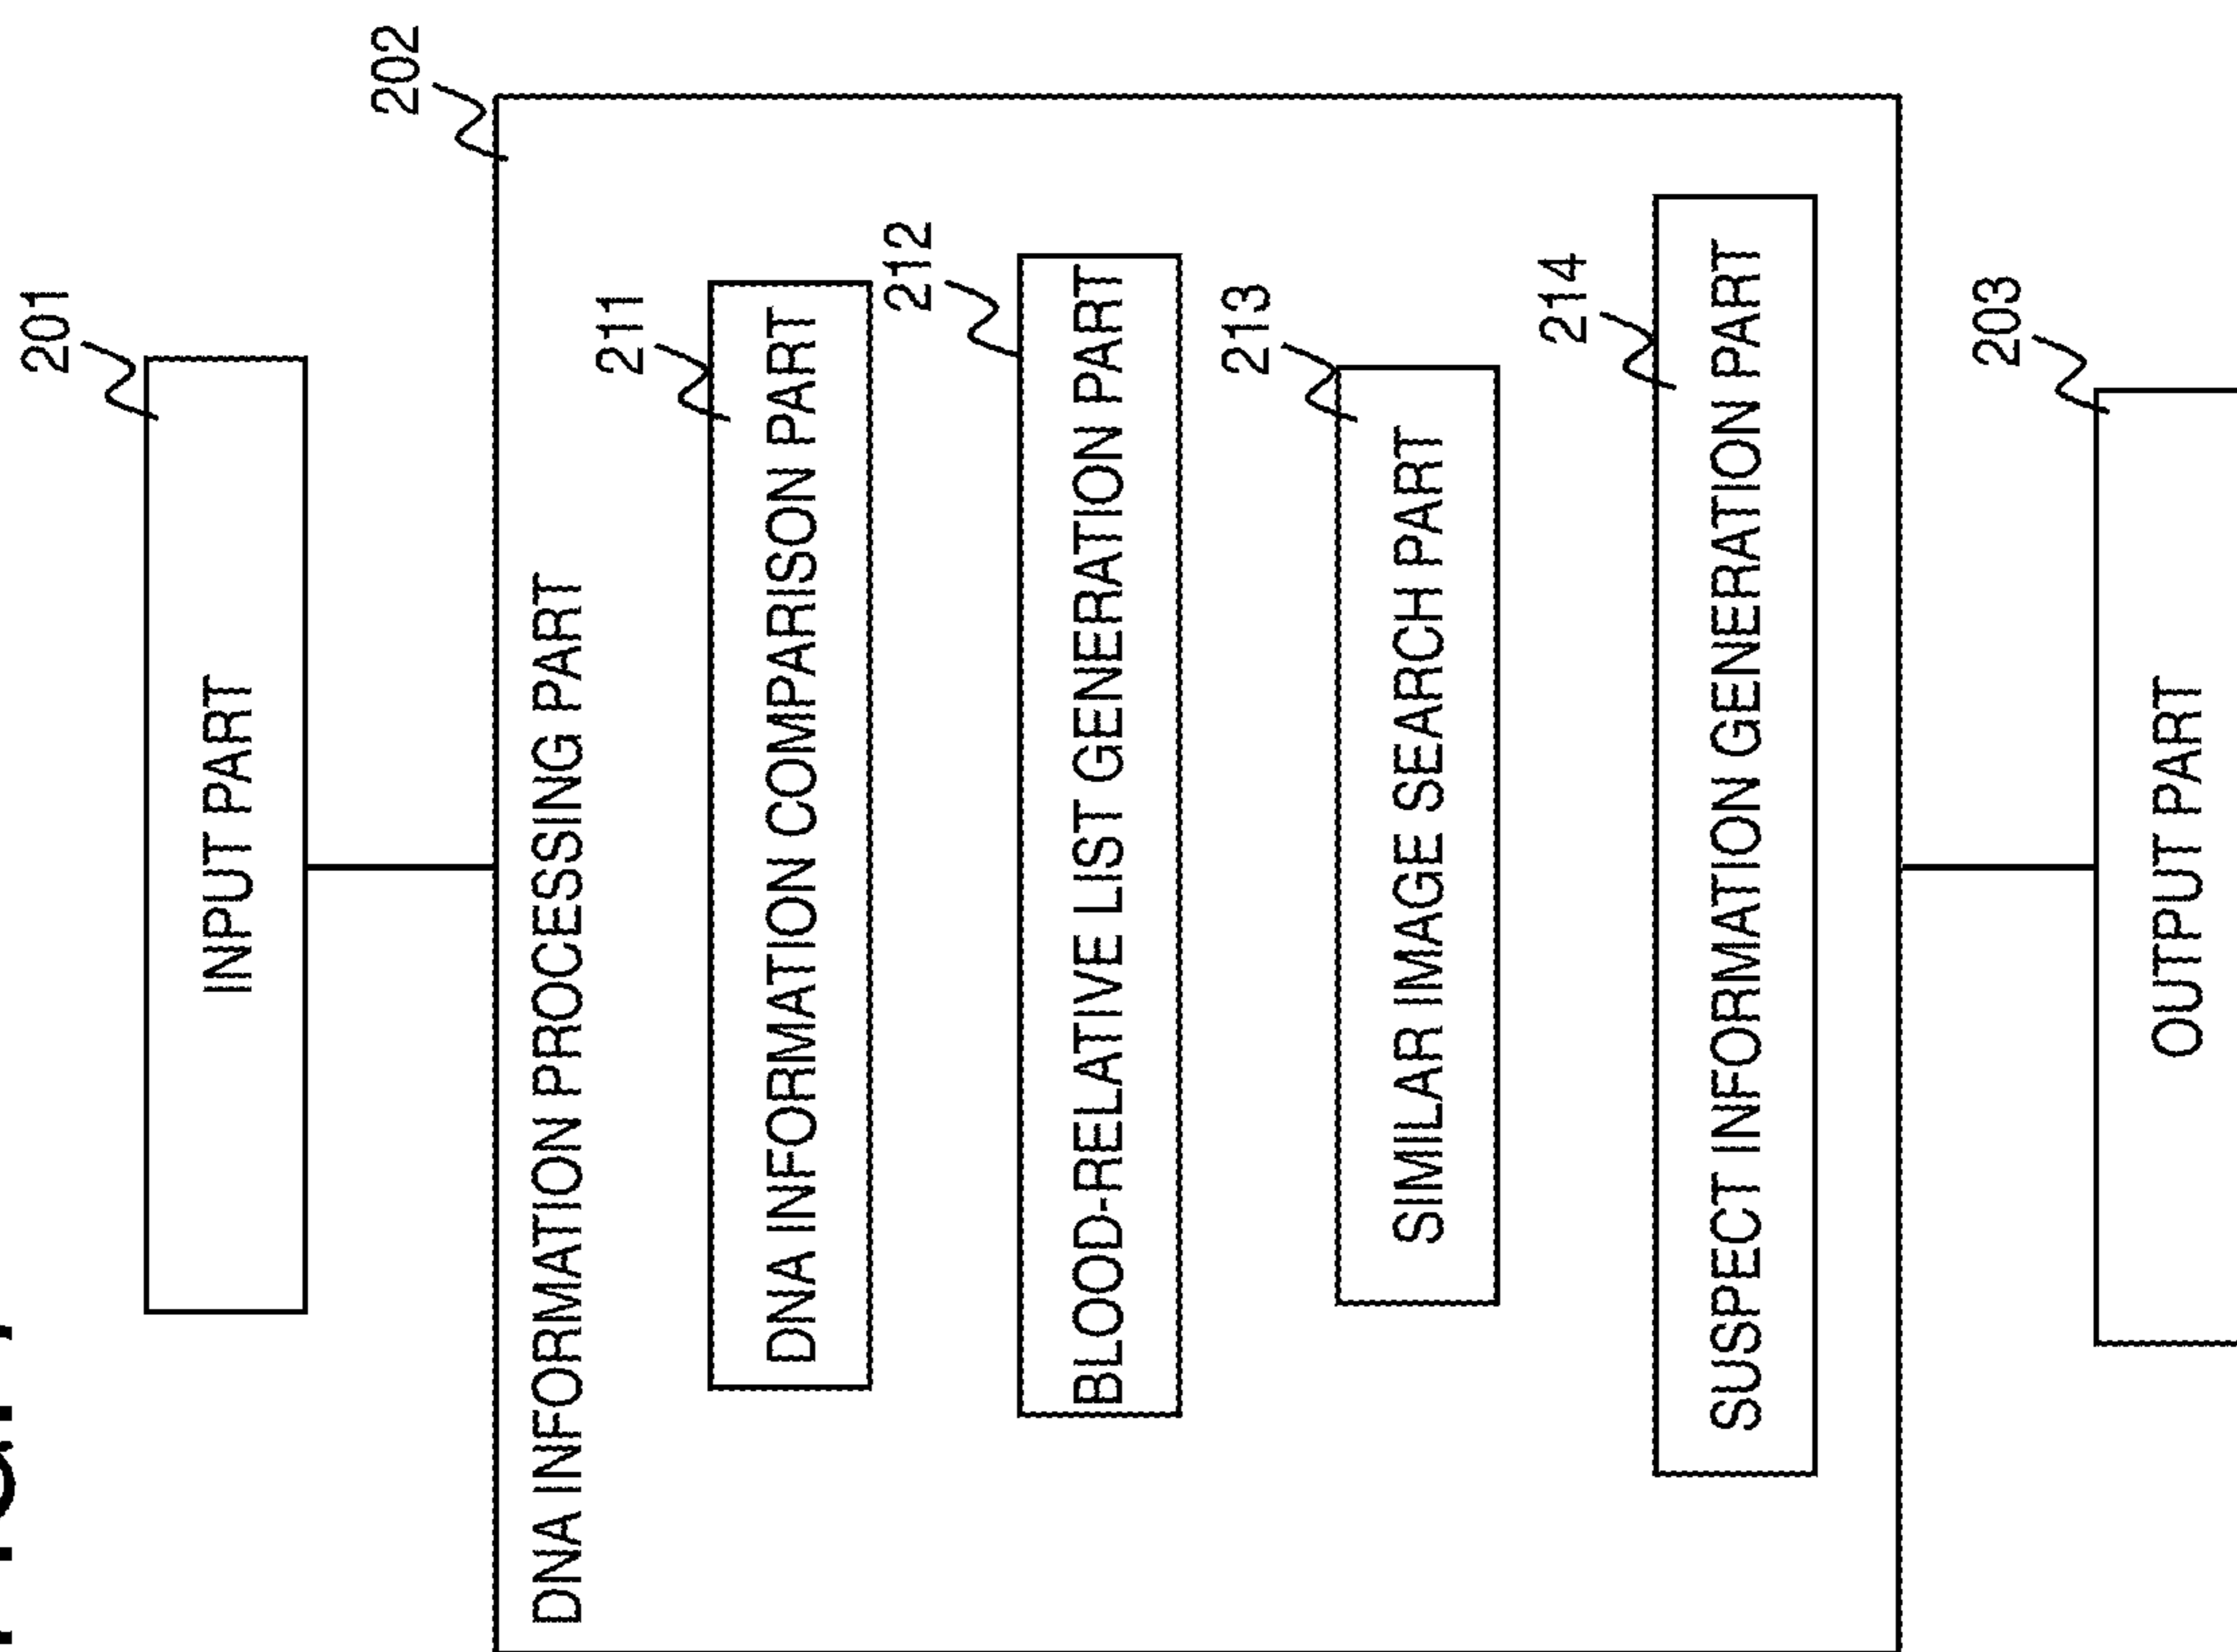 201
INPUT PART
202
DNA INFORMATION PROCESSING PART
211
DNA INFORMATION COMPARISON PART
212
BLOOD-RELATIVE LIST GENERATION PART
213
SIMILAR IMAGE SEARCH PART
214
SUSPECT INFORMATION GENERATION PART
203
OUTPUT PART